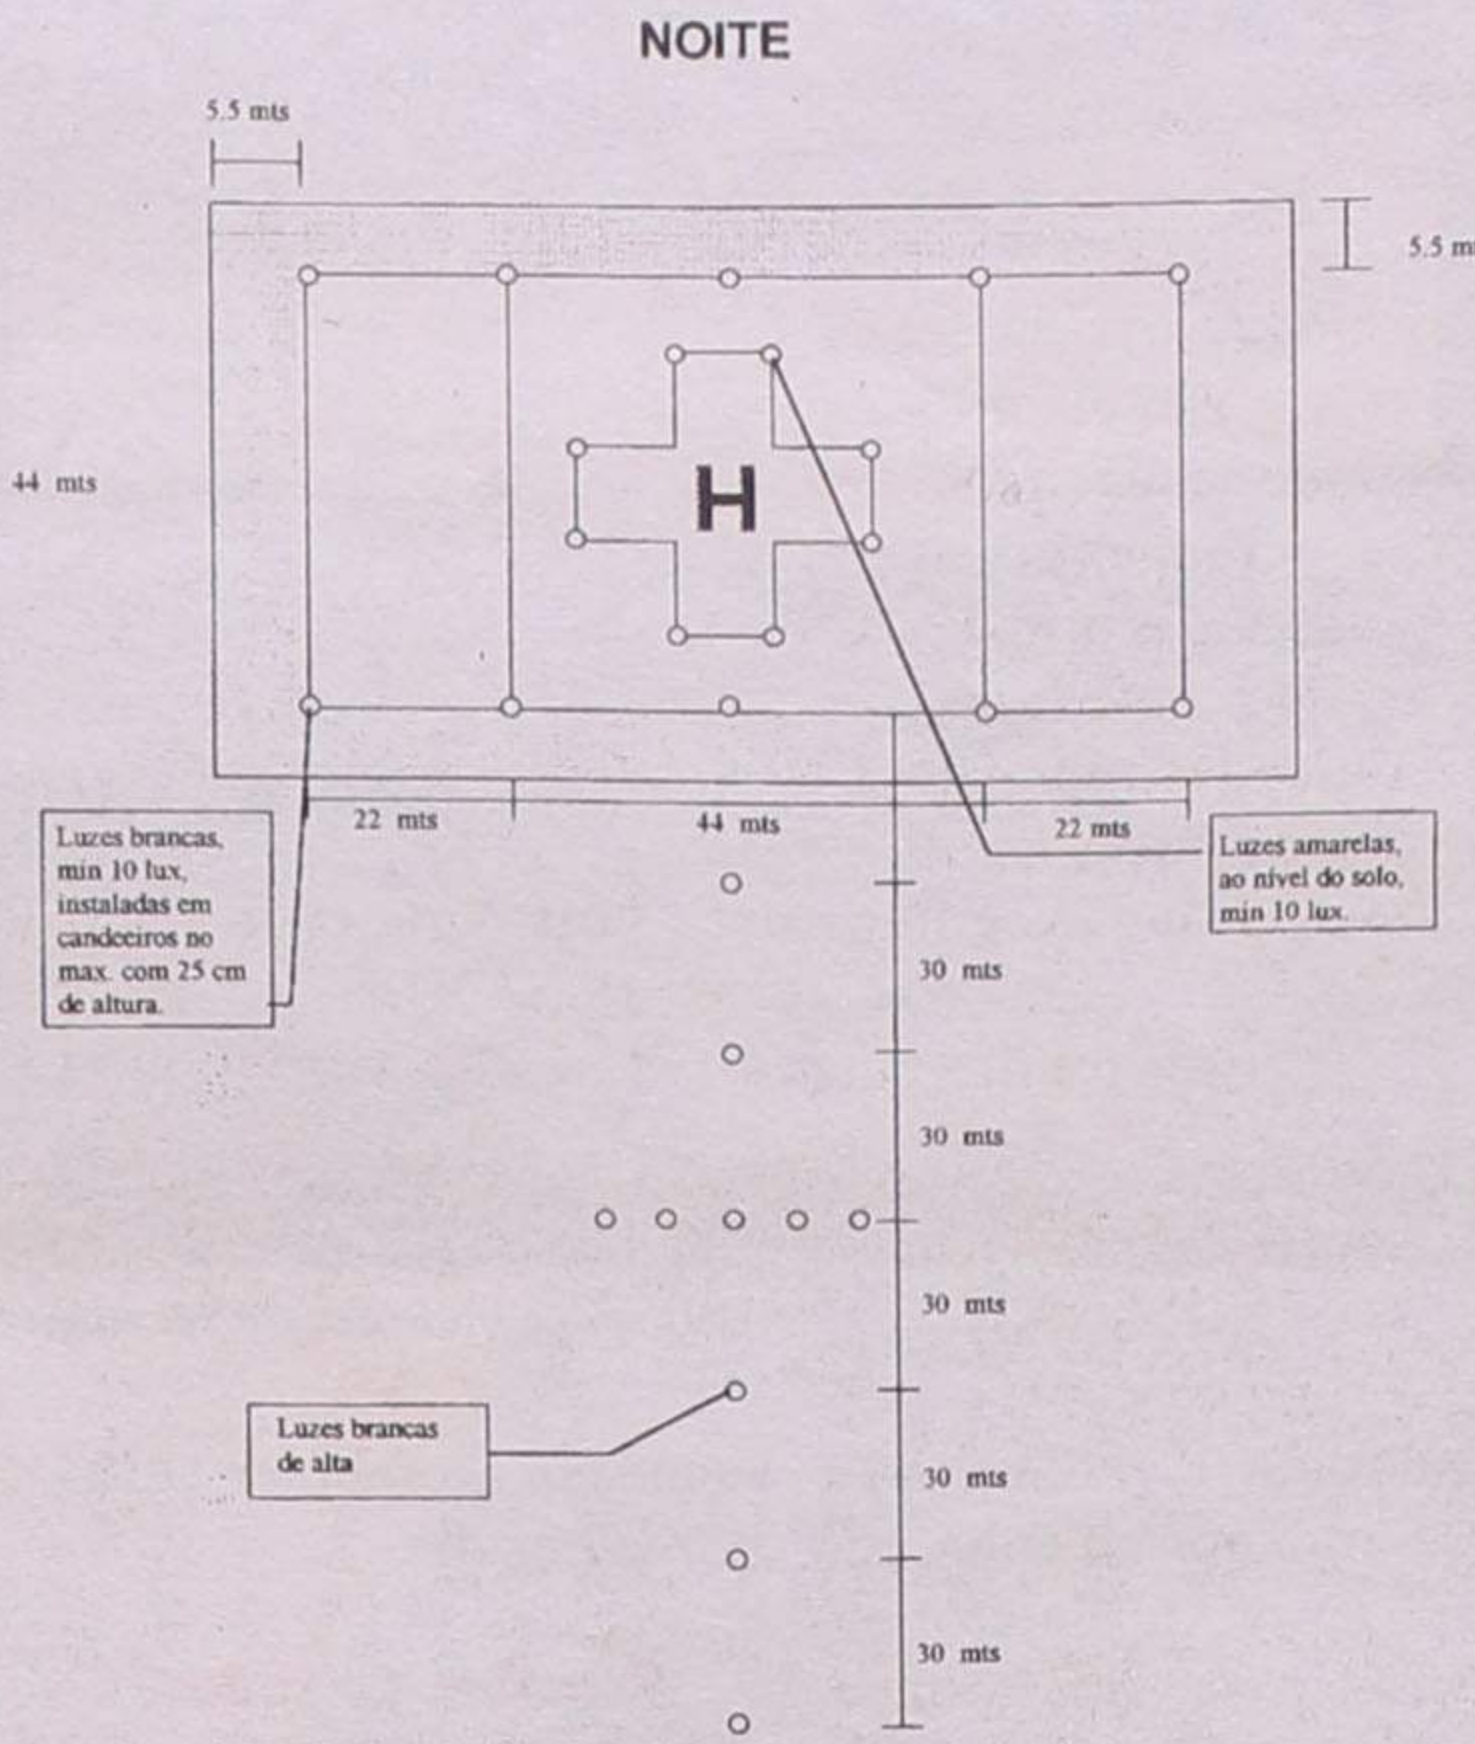 NOITE
5.5 mts
5.5 m
44 mts
H
22 mts
44 mts
22 mts
Luzes brancas,
min 10 lux,
instaladas em
candeeiros no
max. com 25 cm
de altura.
Luzes amarelas,
ao nível do solo,
min 10 lux.
30 mts
30 mts
30 mts
Luzes brancas
de alta
30 mts
30 mts